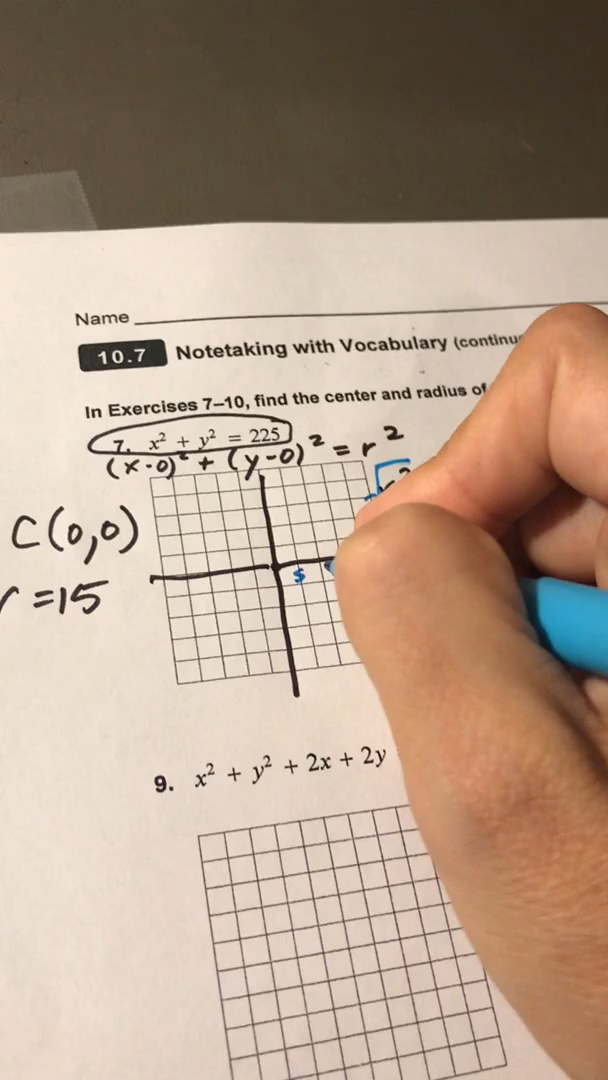 Name
10.7 Notetaking with Vocabulary (continu
In Exercises 7–10, find the center and radius of
7. x² + y² = 225
(x-0)² + (y-0)² = r²
C(0,0)
r =15
5
9. x² + y² + 2x + 2y